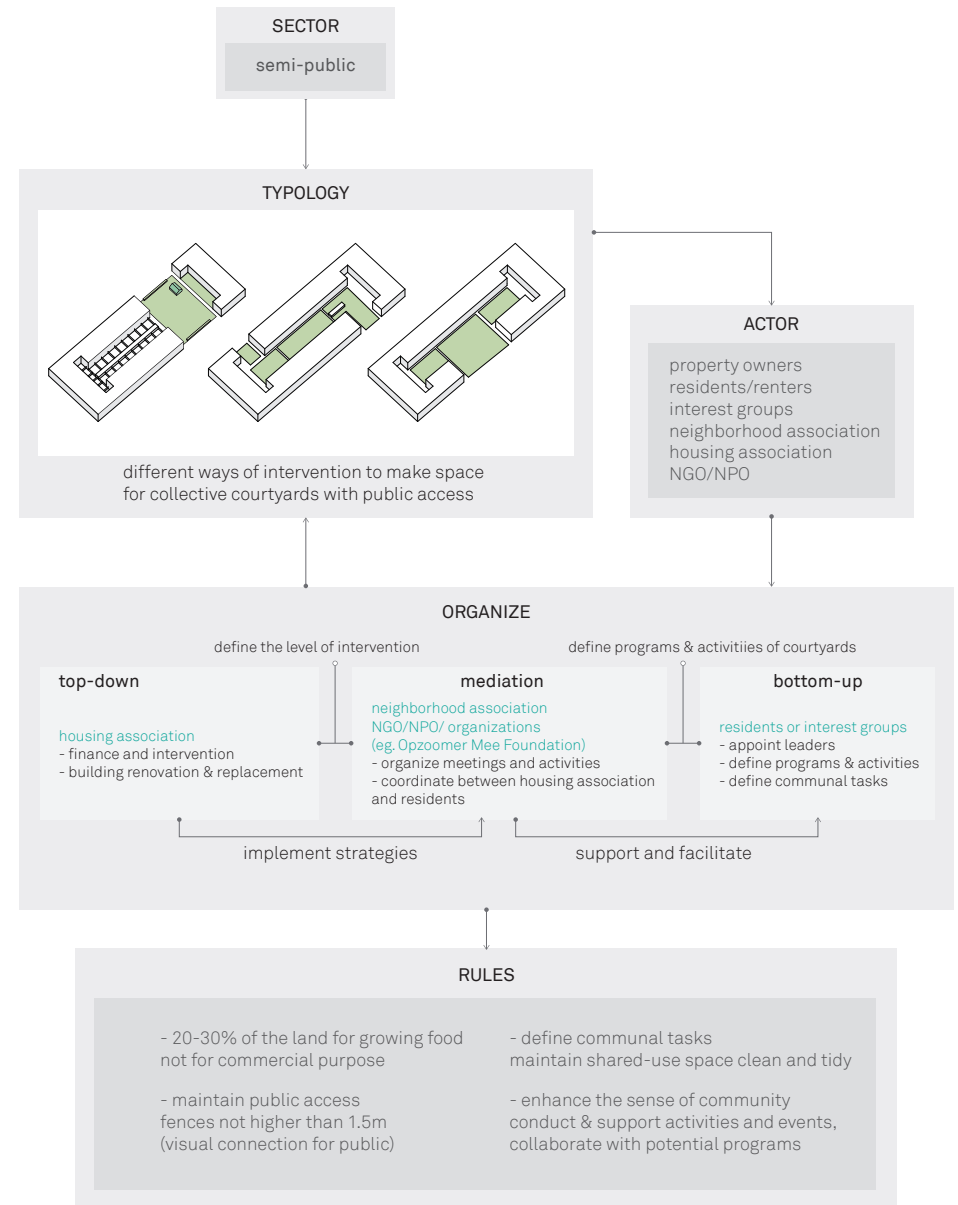 SECTOR
semi-public
TYPOLOGY
different ways of intervention to make space
for collective courtyards with public access
ACTOR
property owners
residents/renters
interest groups
neighborhood association
housing association
NGO/NPO
ORGANIZE
define the level of intervention
define programs & activitiies of courtyards
top-down
housing association
- finance and intervention
- building renovation & replacement
mediation
neighborhood association
NGO/NPO/ organizations
(eg. Opzoomer Mee Foundation)
- organize meetings and activities
- coordinate between housing association
and residents
bottom-up
residents or interest groups
- appoint leaders
- define programs & activities
- define communal tasks
implement strategies
support and facilitate
RULES
- 20-30% of the land for growing food
not for commercial purpose
- maintain public access
fences not higher than 1.5m
(visual connection for public)
- define communal tasks
maintain shared-use space clean and tidy
- enhance the sense of community
conduct & support activities and events,
collaborate with potential programs